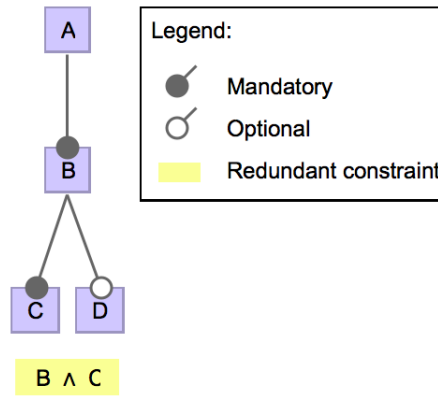 A
B
C D
B ∧ C
Legend:
Mandatory
Optional
Redundant constraint